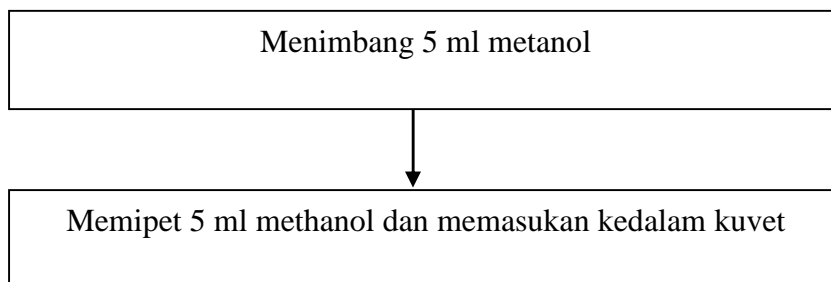 Menimbang 5 ml metanol
Memipet 5 ml methanol dan memasukan kedalam kuvet